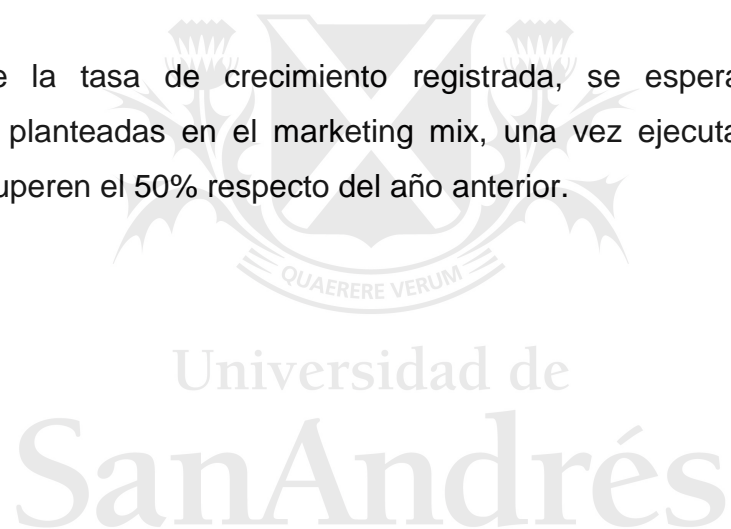 e la tasa de crecimiento registrada, se espera
planteadas en el marketing mix, una vez ejecuta
uperen el 50% respecto del año anterior.
QUAERERE VERUM
Universidad de
SanAndrés